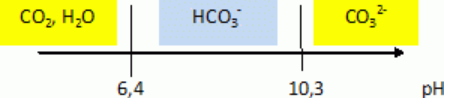 CO₂, H₂O HCO₃⁻ CO₃²⁻
6,4 10,3 pH